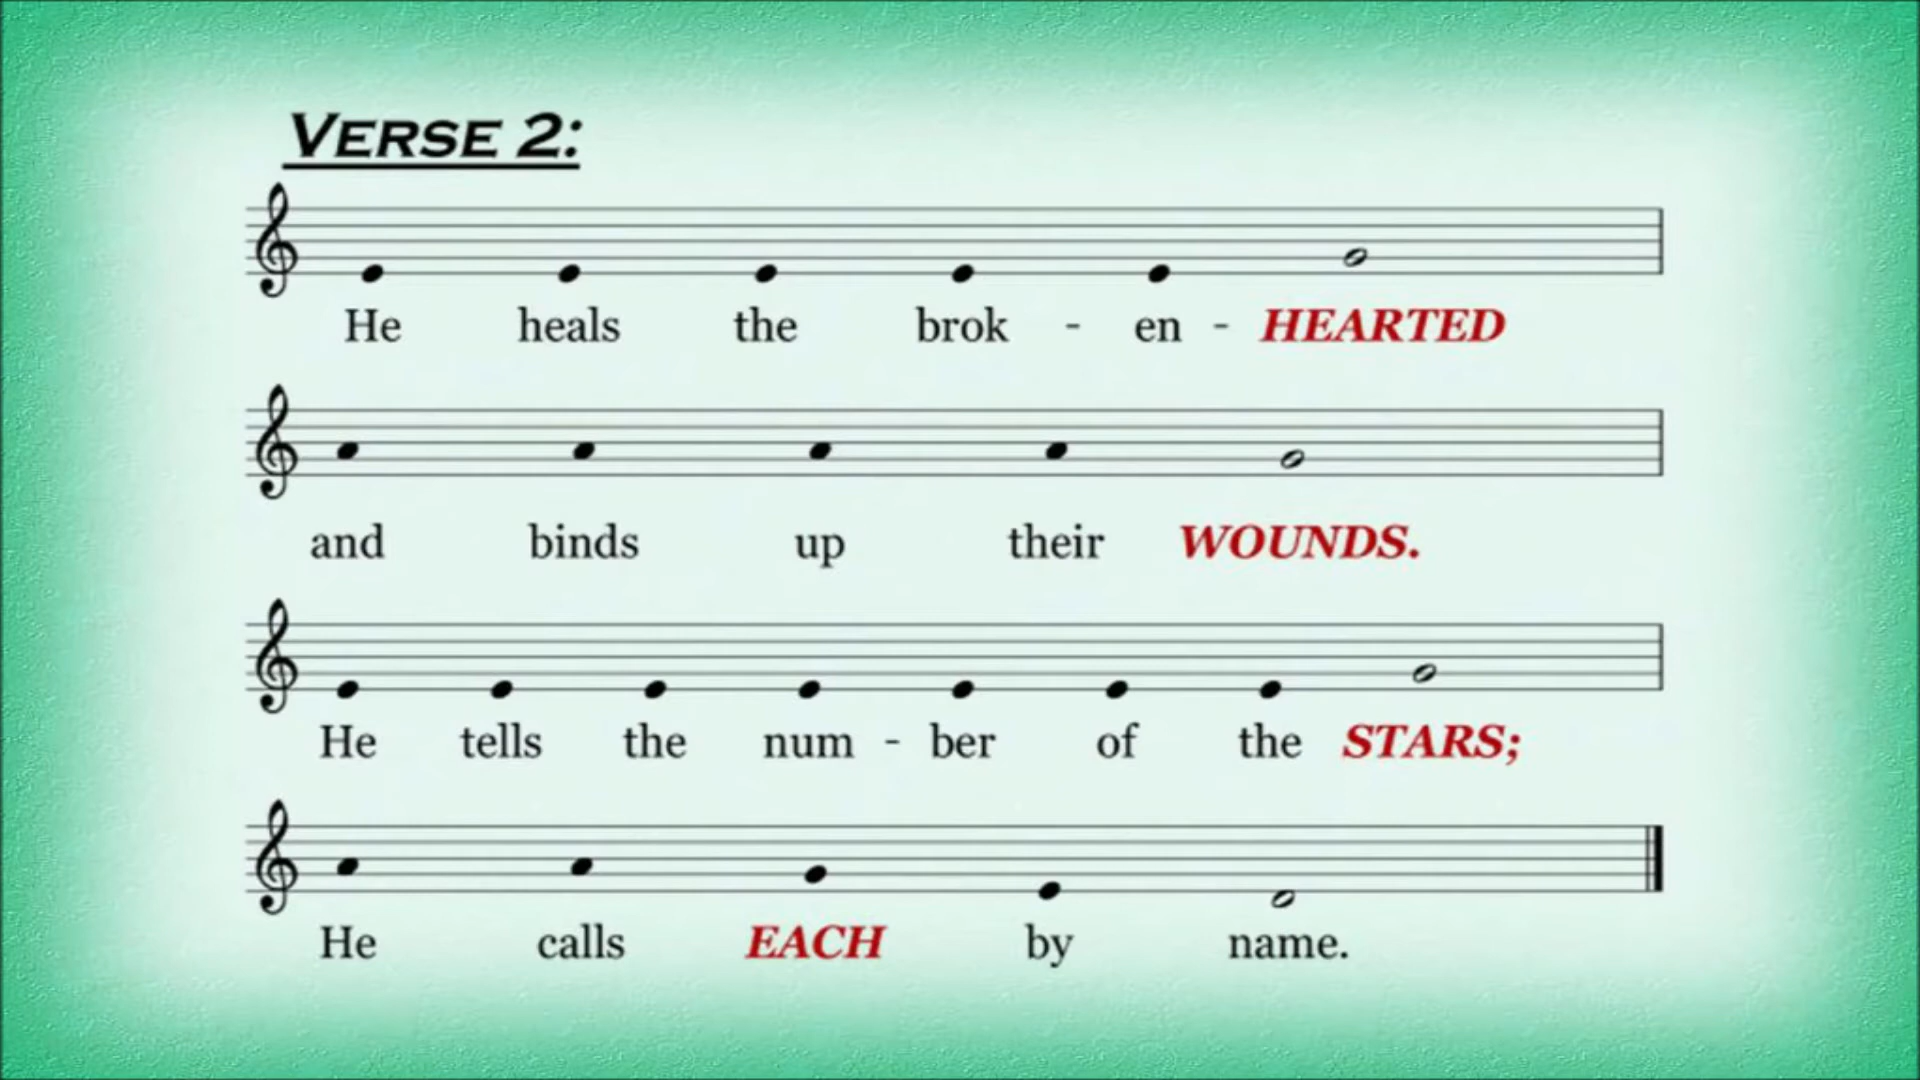 VERSE 2:
He heals the brok - en - HEARTED
and binds up their WOUNDS.
He tells the num - ber of the STARS;
He calls EACH by name.